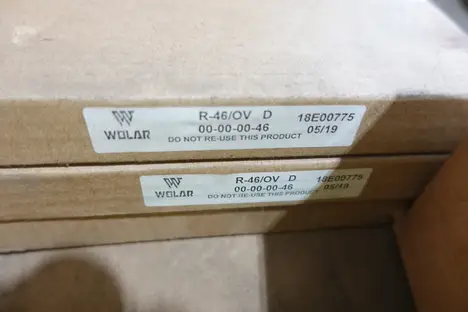 R-46/OV D 18E00775
WOLAR 00-00-00-46 05/19
DO NOT RE-USE THIS PRODUCT
R-46/OV D 18E00775
WOLAR 00-00-00-46 05/19
DO NOT RE-USE THIS PRODUCT